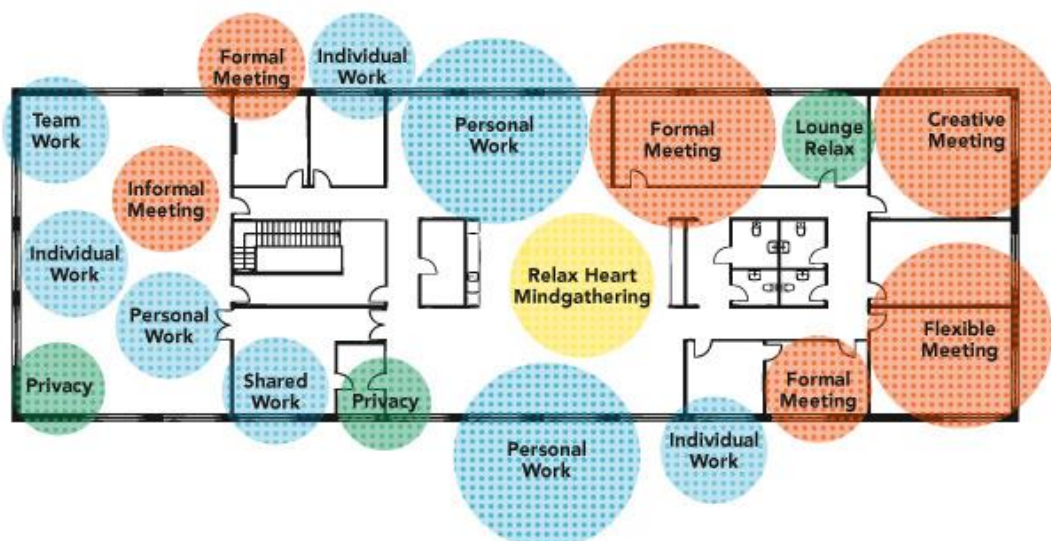 Formal
Meeting
Individual
Work
Team
Work
Personal
Work
Formal
Meeting
Lounge
Relax
Creative
Meeting
Informal
Meeting
Individual
Work
Relax Heart
Mindgathering
Personal
Work
Flexible
Meeting
Privacy
Shared
Work
Privacy
Formal
Meeting
Personal
Work
Individual
Work